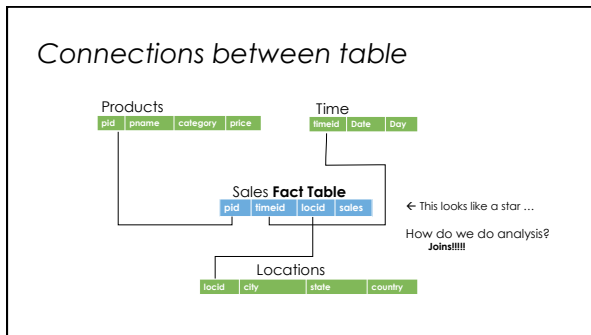 Connections between table
Products
pid pname category price
Time
timeid Date Day
Sales Fact Table
pid timeid locid sales
← This looks like a star …
How do we do analysis?
Joins!!!!!
Locations
locid city state country